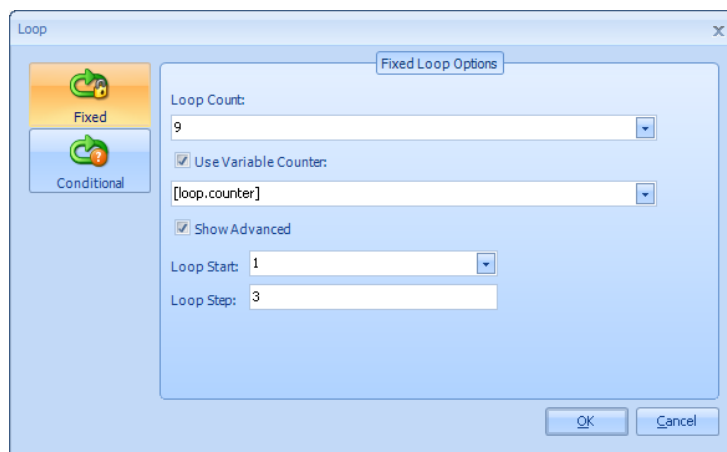 Loop
x
Fixed
Conditional
Fixed Loop Options
Loop Count:
9
Use Variable Counter:
[loop.counter]
Show Advanced
Loop Start: 1
Loop Step: 3
OK Cancel